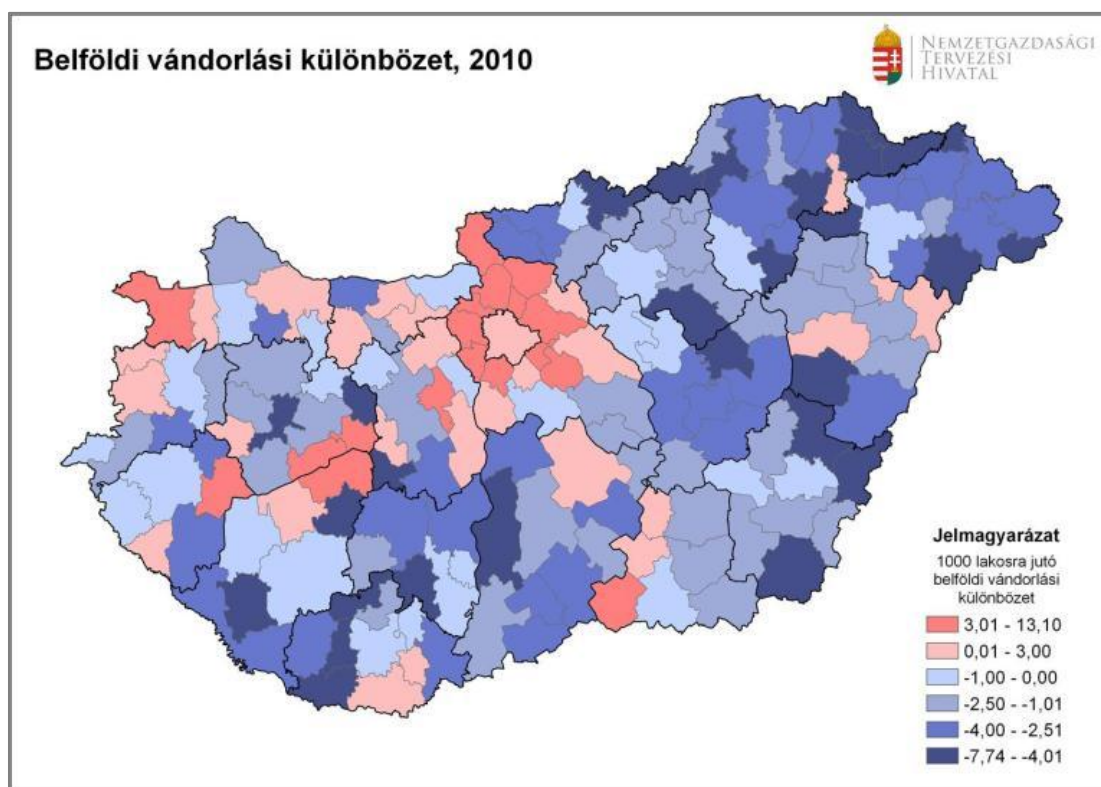 Belföldi vándorlási különbözet, 2010
NEMZETGAZDASÁGI
TERVEZÉSI
HIVATAL
Jelmagyarázat
1000 lakosra jutó
belföldi vándorlási
különbözet
3,01 - 13,10
0,01 - 3,00
-1,00 - 0,00
-2,50 - -1,01
-4,00 - -2,51
-7,74 - -4,01